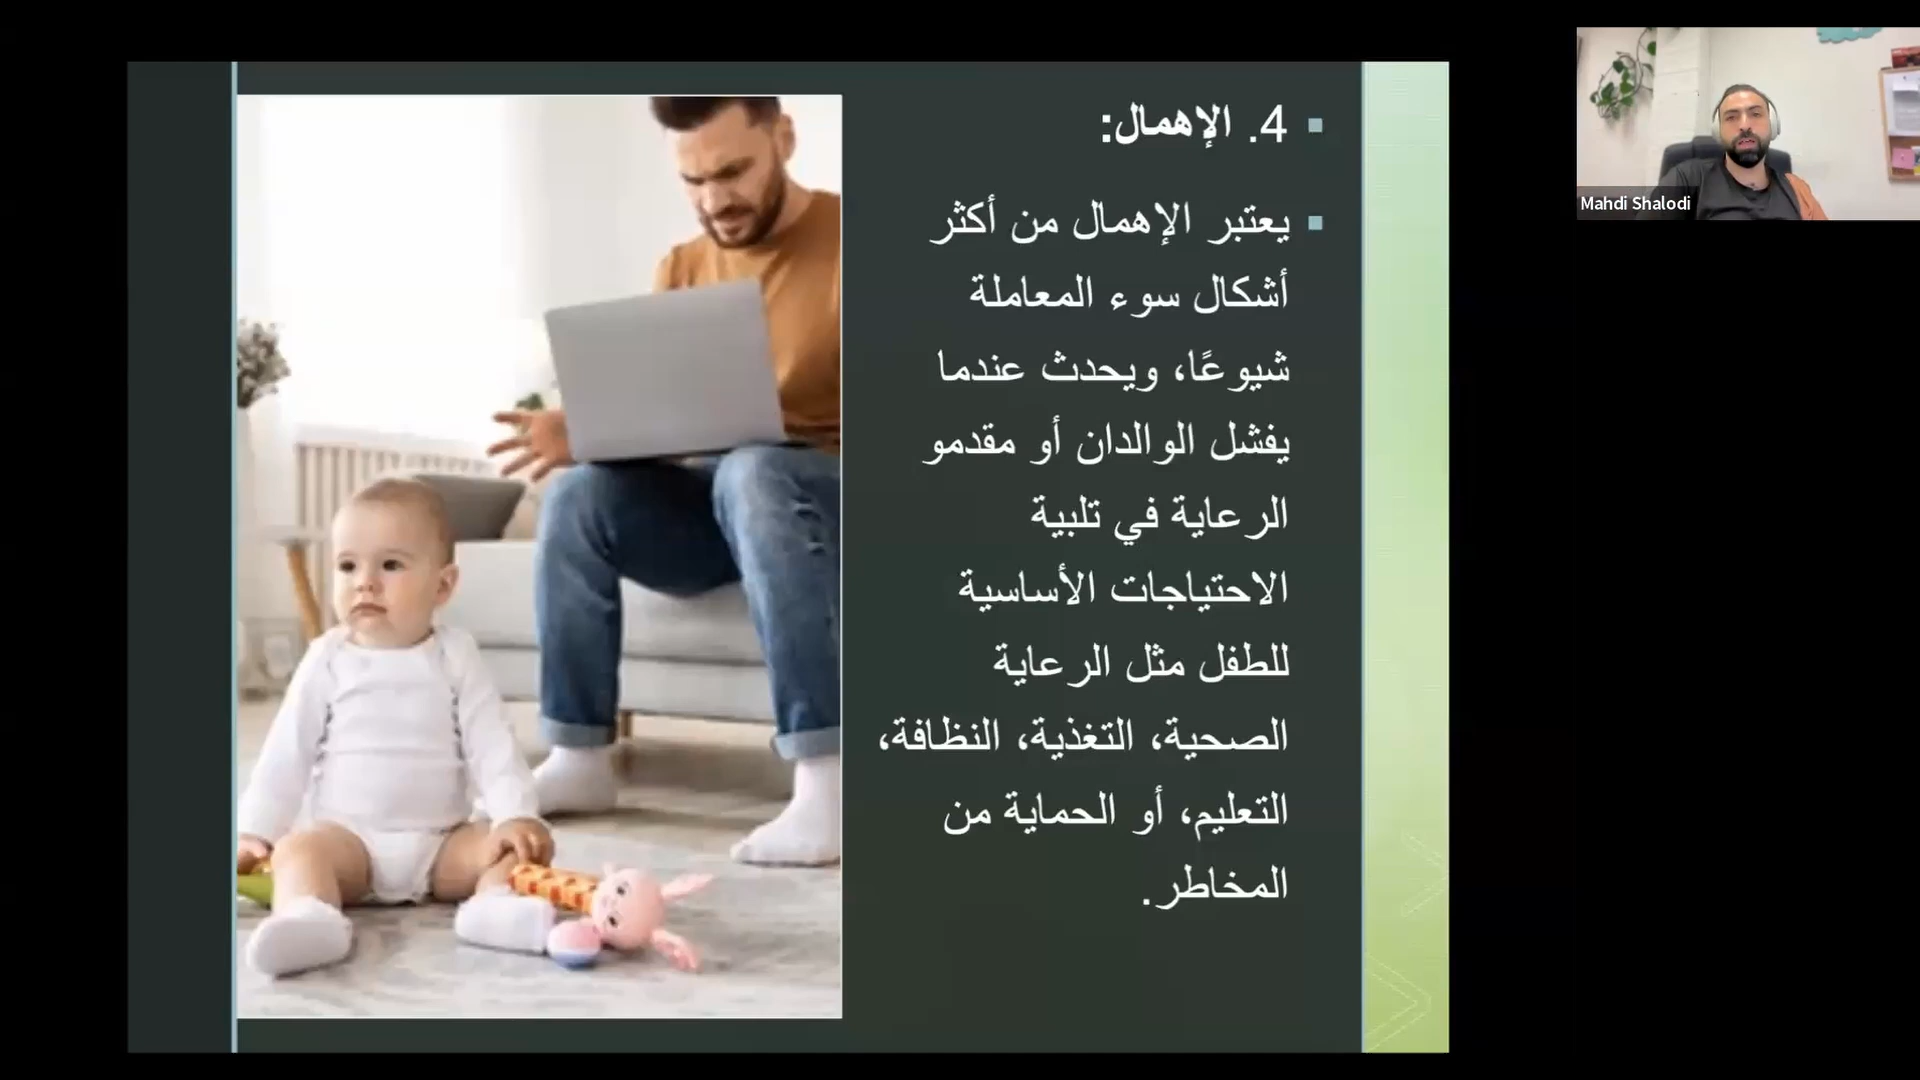 4. الإهمال:
يعتبر الإهمال من أكثر
أشكال سوء المعاملة
شيوعًا، ويحدث عندما
يفشل الوالدان أو مقدمو
الرعاية في تلبية
الاحتياجات الأساسية
للطفل مثل الرعاية
الصحية، التغذية، النظافة،
التعليم، أو الحماية من
المخاطر.
Mahdi Shalodi